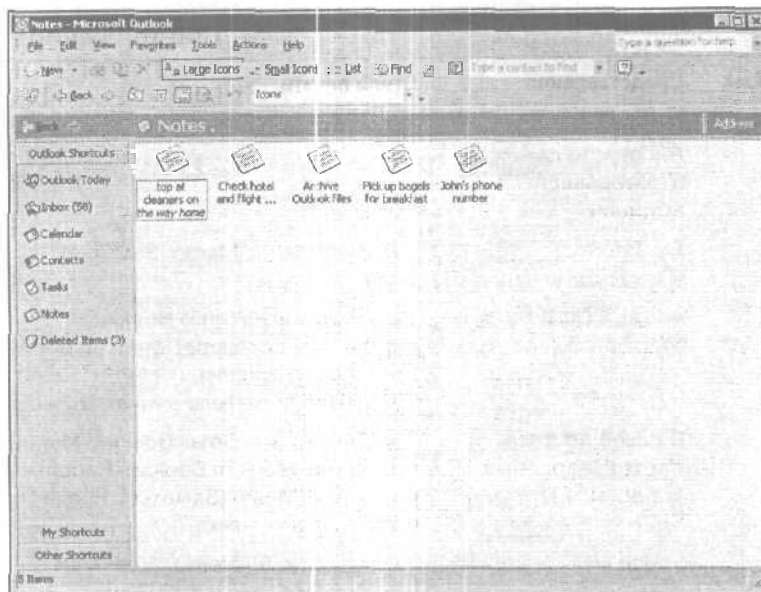 Notes - Microsoft Outlook
File Edit View Favorites Tools Actions Help
Type a question for help
New Large Icons Small Icons List Find Type a contact to find
Back Icons
Back Notes . Address
Outlook Shortcuts
Outlook Today
Inbox (58)
Calendar
Contacts
Tasks
Notes
Deleted Items (3)
top at
cleaners on
the way home
Check hotel
and flight ...
Archive
Outlook files
Pick up bagels
for breakfast
John's phone
number
My Shortcuts
Other Shortcuts
5 Items